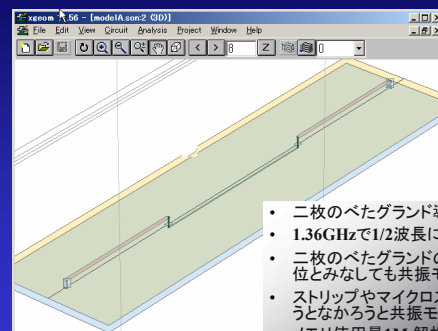 xgeom 7.56 - [modelA.son:2 (3D)]
File Edit View Circuit Analysis Project Window Help
8 Z 0
2
1
• 二枚のべたグランド
• 1.36GHzで1/2波長に
• 二枚のべたグランドの
位とみなしても共振モ
• ストリップやマイクロス
うとなかろうと共振モ